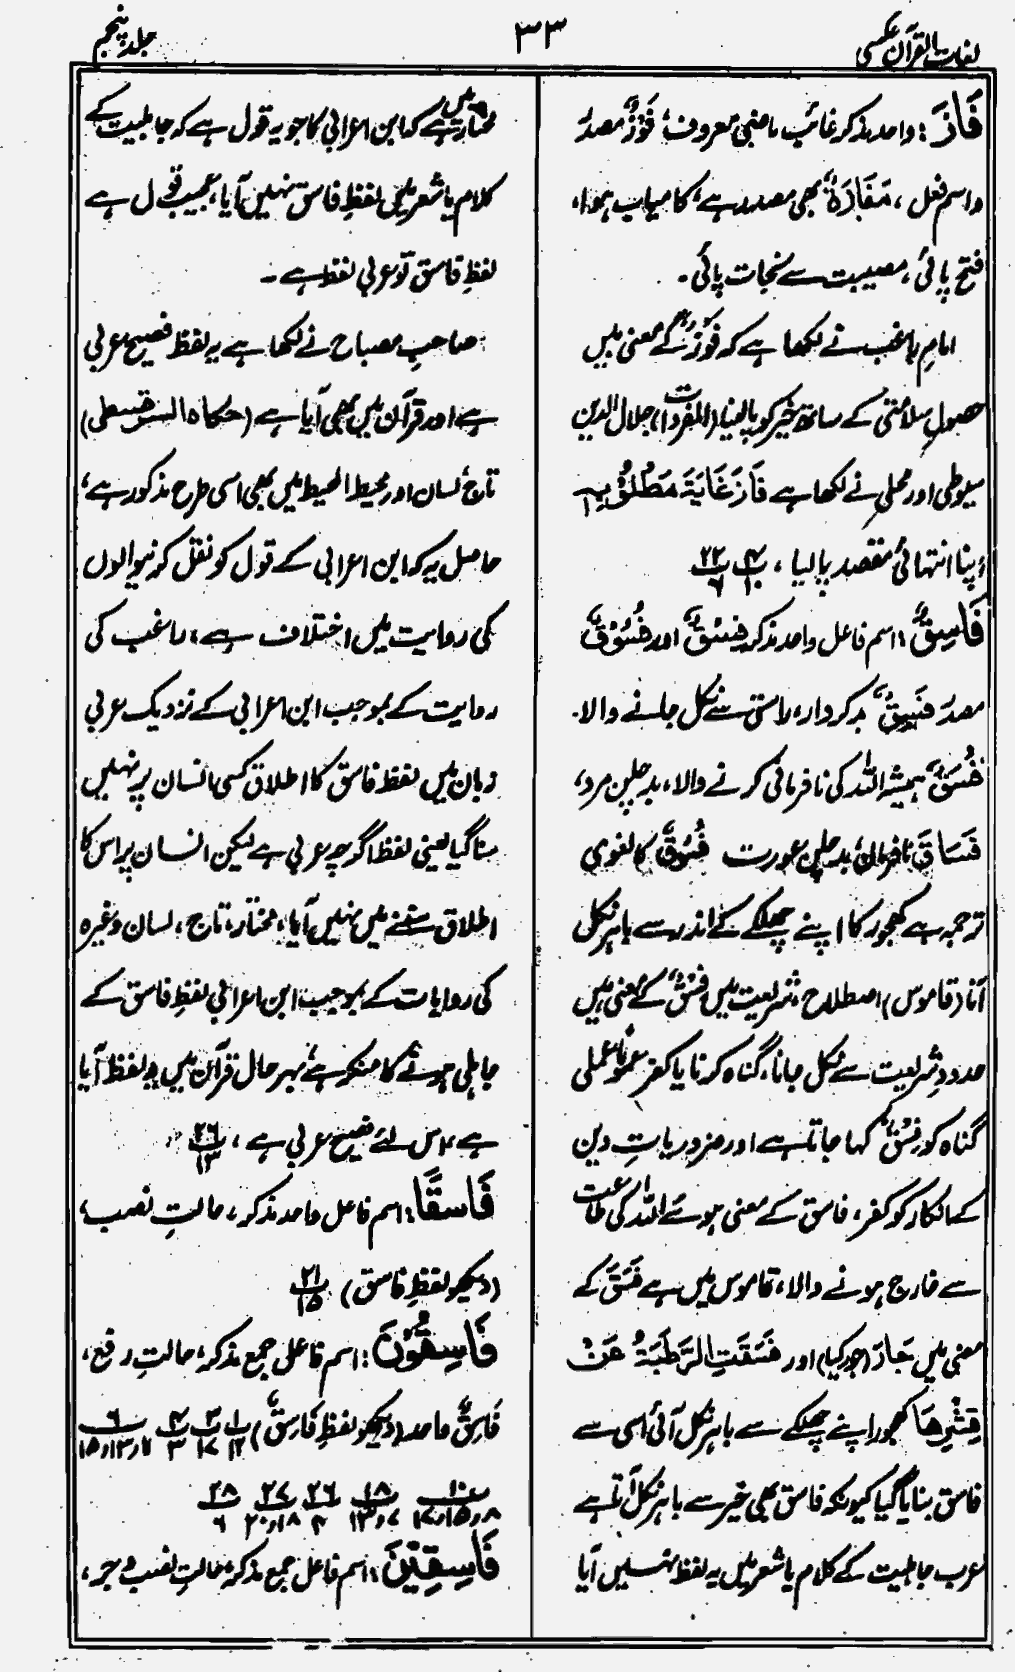 لغات القرآن عکسی
۳۳
جلد پنجم
فَازَ : واحد مذکر غائب ماضی معروف، فَوْزٌ مصدر
و اسم فعل ، مَفَازَۃٌ بھی مصدر ہے، کامیاب ہوا،
فتح پائی ، مصیبت سے نجات پائی ۔
امام راغب نے لکھا ہے کہ فَوْزٌ کے معنی ہیں
حصولِ سلامتی کے ساتھ خیر کو پا لینا (المفردات) جلال الدین
سیوطی اور محلی نے لکھا ہے فَازَ غَایَۃَ مَطْلُوْبِہٖ
اپنا انتہائی مقصد پا لیا ، ۴/۱۰ ۲۲/۶
فَاسِقٌ : اسم فاعل واحد مذکر فِسْقٌ اور فُسُوْقٌ
مصدر فَسِقٌ بدکردار، راستی سے نکل جانے والا۔
فُسَقٌ ہمیشہ اللہ کی نافرمانی کرنے والا، بدچلن مرد،
فَسَاقِ نافرمان، بدچلن عورت فُسُوْقٌ کا لغوی
ترجمہ ہے کھجور کا اپنے چھلکے کے اندر سے باہر نکل
آنا (قاموس) اصطلاح شریعت میں فِسْقٌ کے معنی ہیں
حدودِ شریعت سے نکل جانا، گناہ کرنا یا کفر عموماً عملی
گناہ کو فِسْقٌ کہا جاتا ہے اور ضروریاتِ دین
کے انکار کو کفر، فاسق کے معنی ہوئے اللہ کی طاعت
سے خارج ہونے والا، قاموس میں ہے فَسَقَ کے
معنی ہیں جَارَ (جور کیا) اور فَسَقَتِ الرَّطَبَۃُ عَنْ
قِشْرِھَا کھجور اپنے چھلکے سے باہر نکل آئی اسی سے
فاسق بنایا گیا کیونکہ فاسق بھی خیر سے باہر نکل آتا ہے
عرب جاہلیت کے کلام یا شعر میں یہ لفظ نہیں آیا
مختار میں ہے کہ ابن اعرابی کا جو یہ قول ہے کہ جاہلیت کے
کلام یا شعر میں لفظِ فاسق نہیں آیا، عجیب قول ہے
لفظِ فاسق تو عربی لفظ ہے ۔
صاحبِ مصباح نے لکھا ہے یہ لفظ فصیح عربی
ہے اور قرآن میں بھی آیا ہے (حکاہ السرقسطی)
تاج، لسان اور محیط المحیط میں بھی اسی طرح مذکور ہے،
حاصل یہ کہ ابن اعرابی کے قول کو نقل کرنیوالوں
کی روایت میں اختلاف ہے، راغب کی
روایت کے بموجب ابن اعرابی کے نزدیک عربی
زبان میں لفظ فاسق کا اطلاق کسی انسان پر نہیں
سنا گیا یعنی لفظ اگرچہ عربی ہے لیکن انسان پر اس کا
اطلاق سننے میں نہیں آیا، مختار، تاج، لسان وغیرہ
کی روایات کے بموجب ابن اعرابی لفظِ فاسق کے
جاہلی ہونے کا منکر ہے، بہرحال قرآن میں یہ لفظ آیا
ہے، اس لئے فصیح عربی ہے ، ۲۶/۱۳
فَاسِقًا : اسم فاعل واحد مذکر، حالتِ نصب،
(دیکھو لفظِ فاسق) ۲۱/۱۵
فَاسِقُوْنَ : اسم فاعل جمع مذکر، حالتِ رفع،
فَاسِقٌ واحد (دیکھو لفظِ فَاسِقٌ)
فَاسِقِیْنَ : اسم فاعل جمع مذکر، حالتِ نصب و جر،